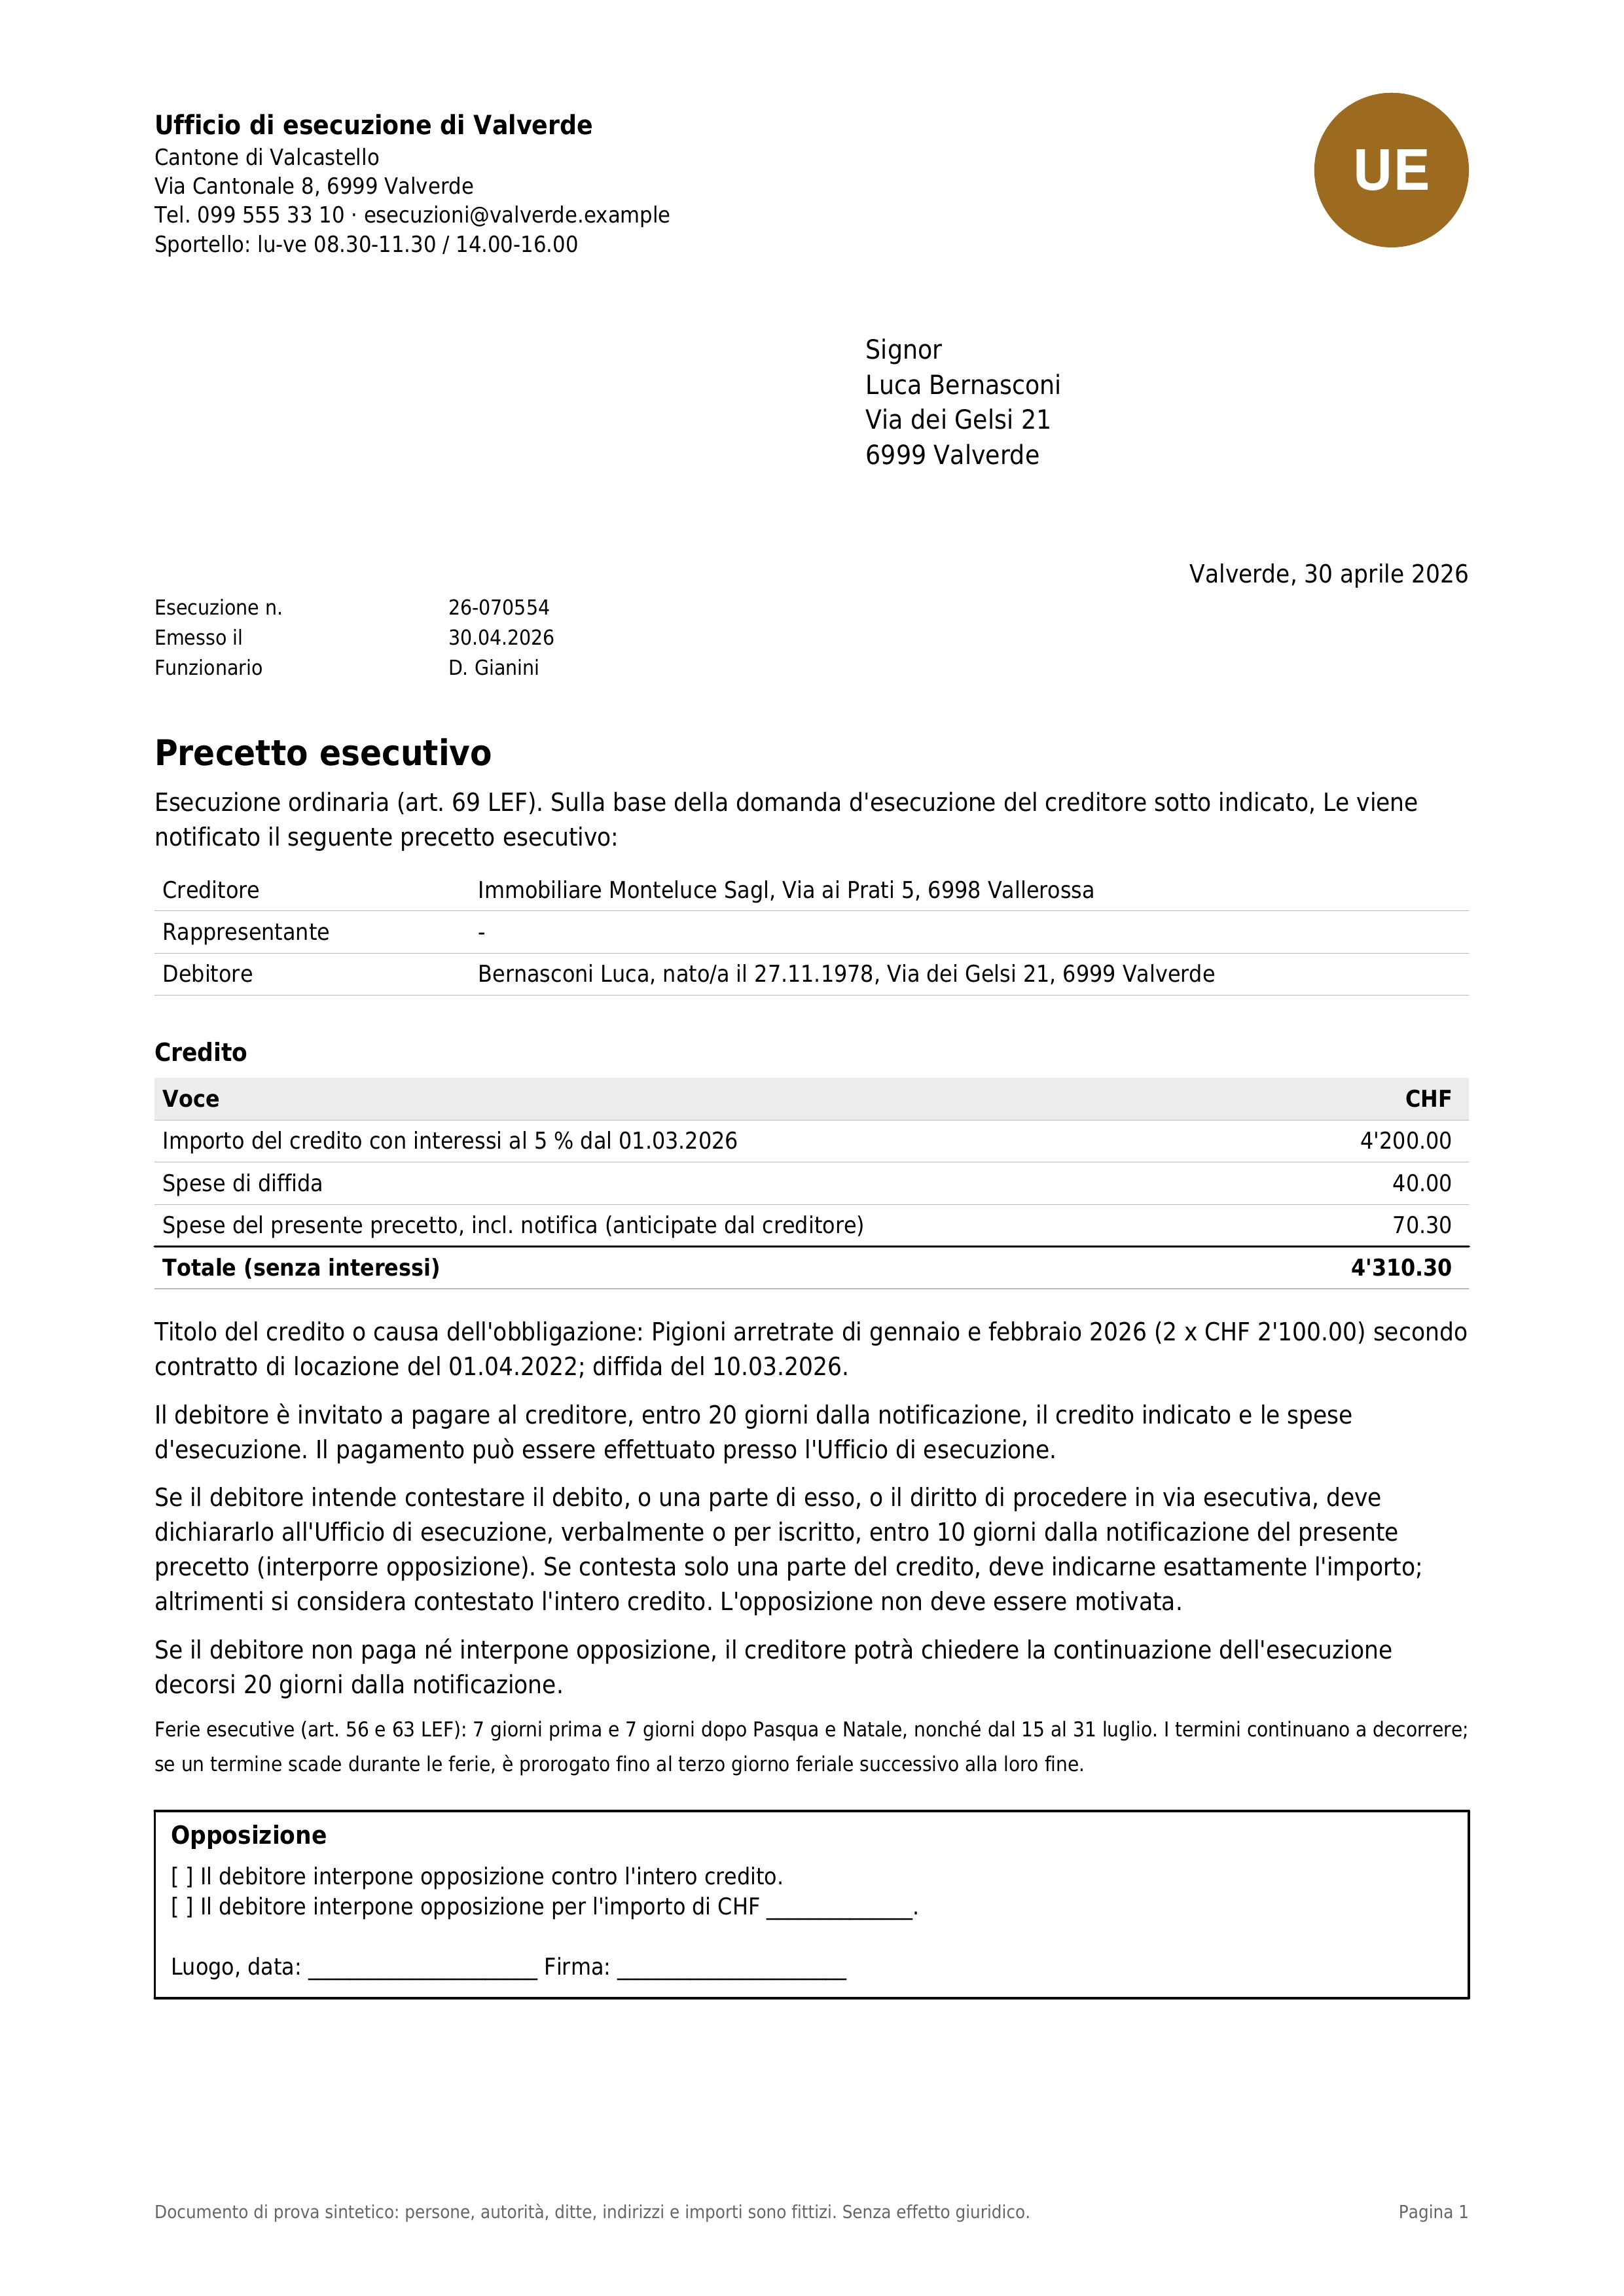 Ufficio di esecuzione di Valverde
Cantone di Valcastello
Via Cantonale 8, 6999 Valverde
Tel. 099 555 33 10 · esecuzioni@valverde.example
Sportello: lu-ve 08.30-11.30 / 14.00-16.00
UE
Signor
Luca Bernasconi
Via dei Gelsi 21
6999 Valverde
Valverde, 30 aprile 2026
Esecuzione n. 26-070554
Emesso il 30.04.2026
Funzionario D. Gianini
Precetto esecutivo
Esecuzione ordinaria (art. 69 LEF). Sulla base della domanda d'esecuzione del creditore sotto indicato, Le viene
notificato il seguente precetto esecutivo:
Creditore Immobiliare Monteluce Sagl, Via ai Prati 5, 6998 Vallerossa
Rappresentante -
Debitore Bernasconi Luca, nato/a il 27.11.1978, Via dei Gelsi 21, 6999 Valverde
Credito
Voce CHF
Importo del credito con interessi al 5 % dal 01.03.2026 4'200.00
Spese di diffida 40.00
Spese del presente precetto, incl. notifica (anticipate dal creditore) 70.30
Totale (senza interessi) 4'310.30
Titolo del credito o causa dell'obbligazione: Pigioni arretrate di gennaio e febbraio 2026 (2 x CHF 2'100.00) secondo
contratto di locazione del 01.04.2022; diffida del 10.03.2026.
Il debitore è invitato a pagare al creditore, entro 20 giorni dalla notificazione, il credito indicato e le spese
d'esecuzione. Il pagamento può essere effettuato presso l'Ufficio di esecuzione.
Se il debitore intende contestare il debito, o una parte di esso, o il diritto di procedere in via esecutiva, deve
dichiararlo all'Ufficio di esecuzione, verbalmente o per iscritto, entro 10 giorni dalla notificazione del presente
precetto (interporre opposizione). Se contesta solo una parte del credito, deve indicarne esattamente l'importo;
altrimenti si considera contestato l'intero credito. L'opposizione non deve essere motivata.
Se il debitore non paga né interpone opposizione, il creditore potrà chiedere la continuazione dell'esecuzione
decorsi 20 giorni dalla notificazione.
Ferie esecutive (art. 56 e 63 LEF): 7 giorni prima e 7 giorni dopo Pasqua e Natale, nonché dal 15 al 31 luglio. I termini continuano a decorrere;
se un termine scade durante le ferie, è prorogato fino al terzo giorno feriale successivo alla loro fine.
Opposizione
[ ] Il debitore interpone opposizione contro l'intero credito.
[ ] Il debitore interpone opposizione per l'importo di CHF ______________.
Luogo, data: ______________________ Firma: ______________________
Documento di prova sintetico: persone, autorità, ditte, indirizzi e importi sono fittizi. Senza effetto giuridico. Pagina 1